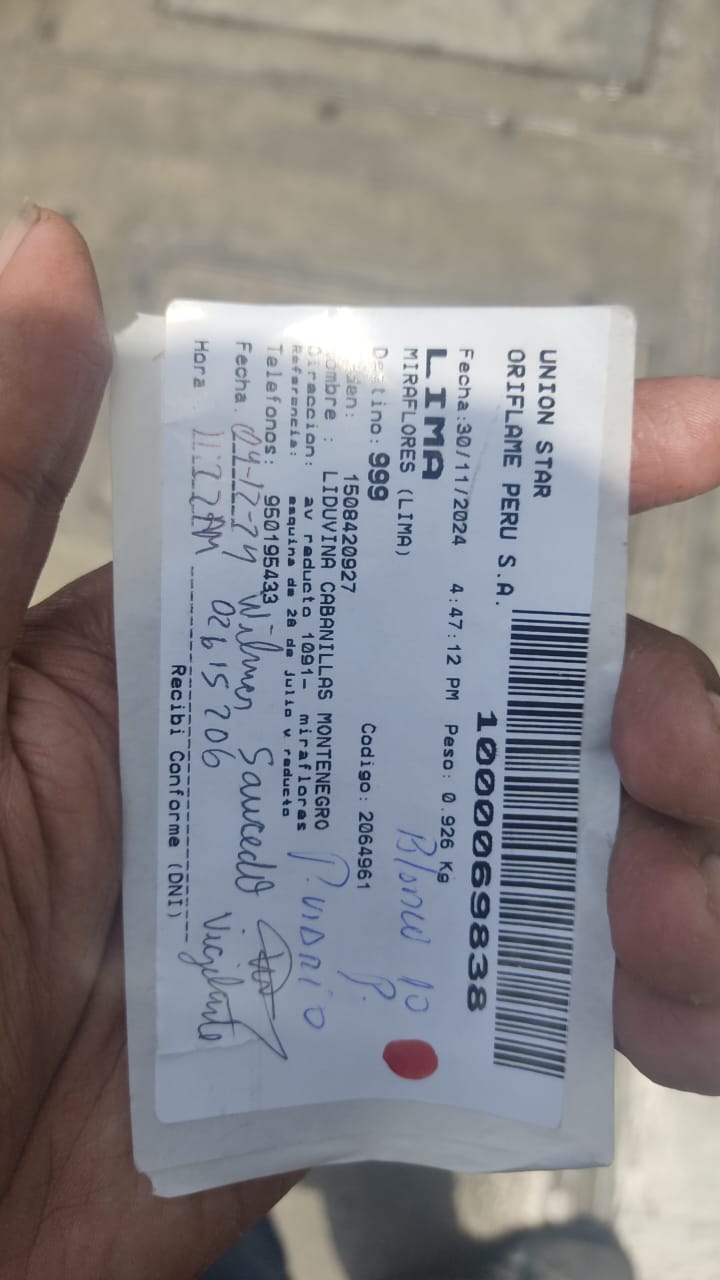 UNION STAR
ORIFLAME PERU S.A.
1000069838
Fecha:30/11/2024 4:47:12 PM Peso: 0.926 Kg
LIMA
MIRAFLORES (LIMA)
Destino: 999
den: 1508420927 Codigo: 2064961
ombre : LIDUVINA CABANILLAS MONTENEGRO
Direccion: av reducto 1091- miraflores
Referencia: esquina de 28 de julio y reducto
Telefonos: 950195433
Fecha. 04-12-24 Wilmer Saucedo
Hora : 11:22AM 02615206 Vigilante
Recibi Conforme (DNI)